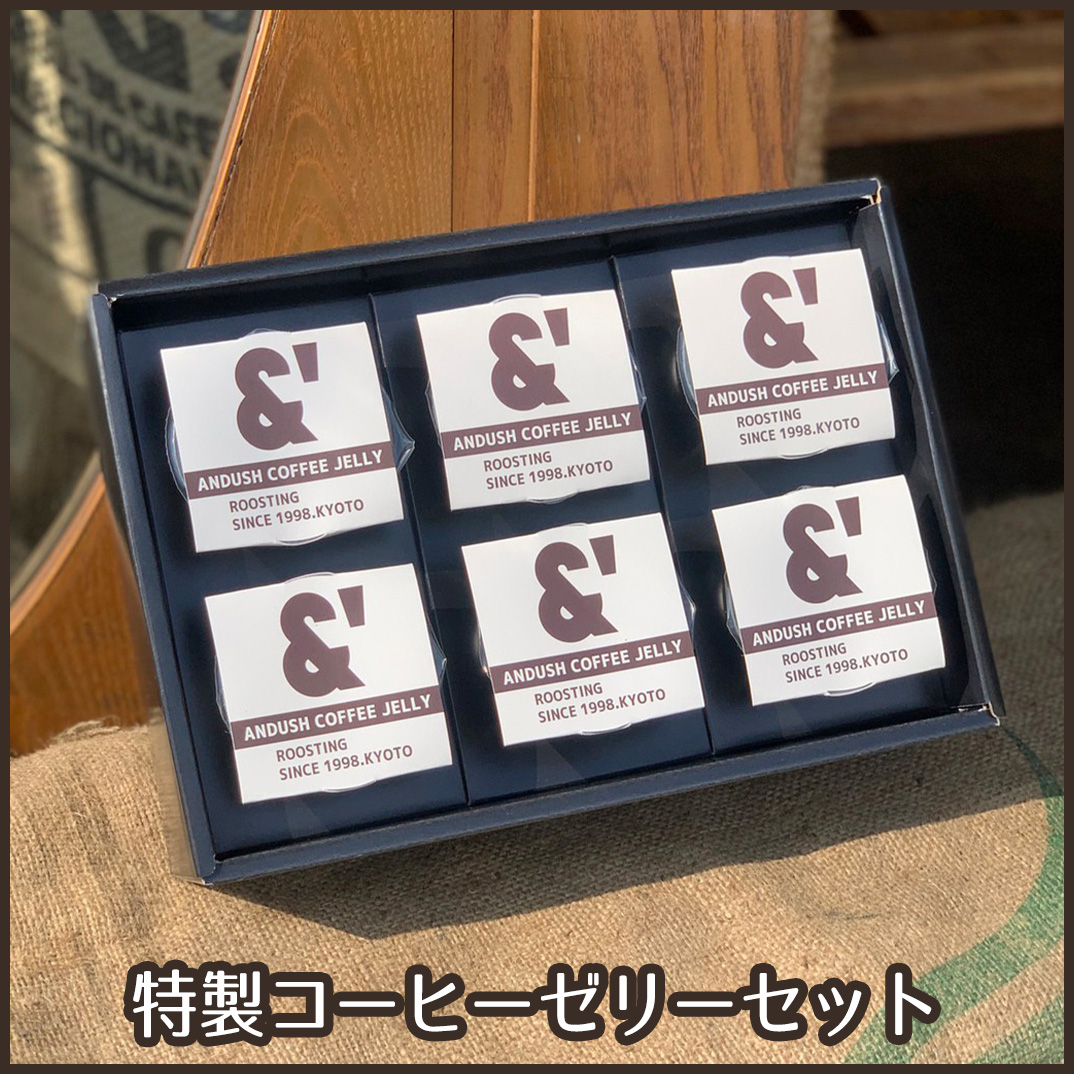 &'
ANDUSH COFFEE JELLY
ROOSTING
SINCE 1998.KYOTO
&'
ANDUSH COFFEE JELLY
ROOSTING
SINCE 1998.KYOTO
&'
ANDUSH COFFEE JELLY
ROOSTING
SINCE 1998.KYOTO
&'
ANDUSH COFFEE JELLY
ROOSTING
SINCE 1998.KYOTO
&'
ANDUSH COFFEE JELLY
ROOSTING
SINCE 1998.KYOTO
&'
ANDUSH COFFEE JELLY
ROOSTING
SINCE 1998.KYOTO
特製コーヒーゼリーセット